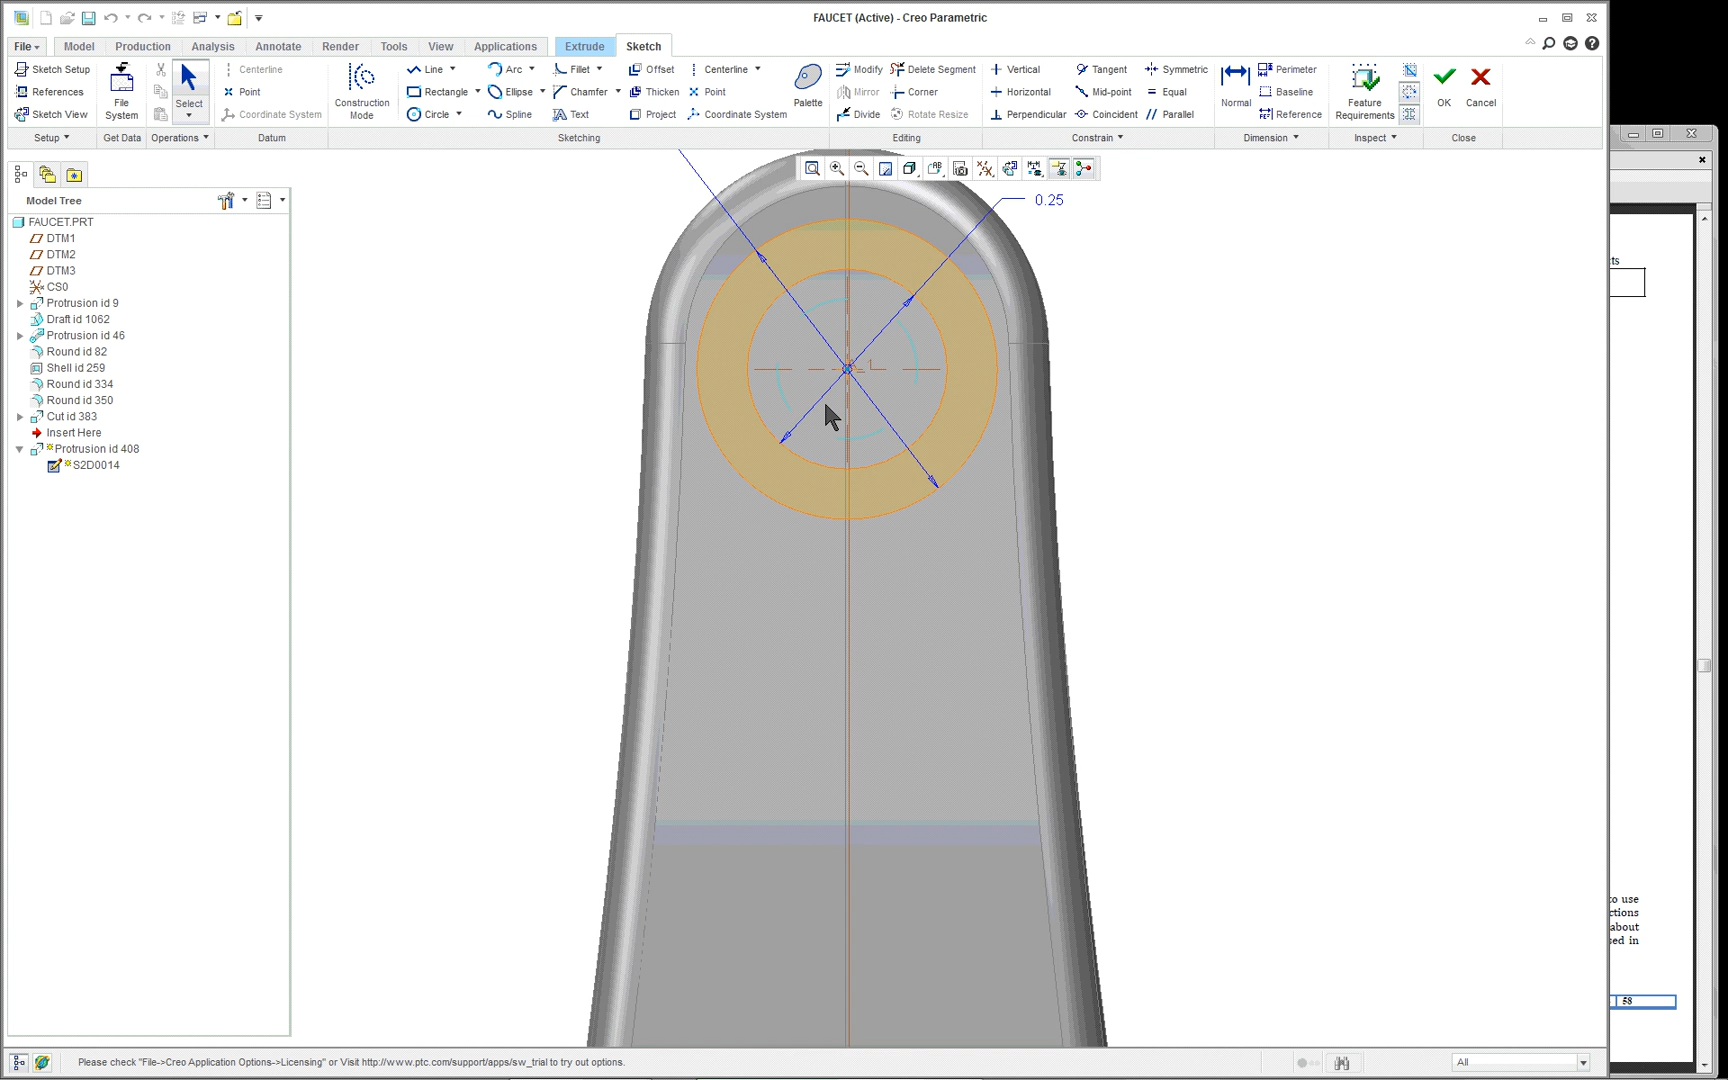 FAUCET (Active) - Creo Parametric
File Model Production Analysis Annotate Render Tools View Applications Extrude Sketch
Sketch Setup
References
Sketch View
File System
Select
Centerline
Point
Coordinate System
Construction Mode
Line Arc Fillet Offset Centerline
Rectangle Ellipse Chamfer Thicken Point
Circle Spline Text Project Coordinate System
Palette
Modify Delete Segment
Mirror Corner
Divide Rotate Resize
Vertical Tangent Symmetric
Horizontal Mid-point Equal
Perpendicular Coincident Parallel
Normal
Perimeter
Baseline
Reference
Feature Requirements
OK Cancel
Setup Get Data Operations Datum Sketching Editing Constrain Dimension Inspect Close
0.25
Model Tree
FAUCET.PRT
DTM1
DTM2
DTM3
CS0
Protrusion id 9
Draft id 1062
Protrusion id 46
Round id 82
Shell id 259
Round id 334
Round id 350
Cut id 383
Insert Here
Protrusion id 408
S2D0014
to use
ctions
about
sed in
58
Please check "File->Creo Application Options->Licensing" or Visit http://www.ptc.com/support/apps/sw_trial to try out options.
All